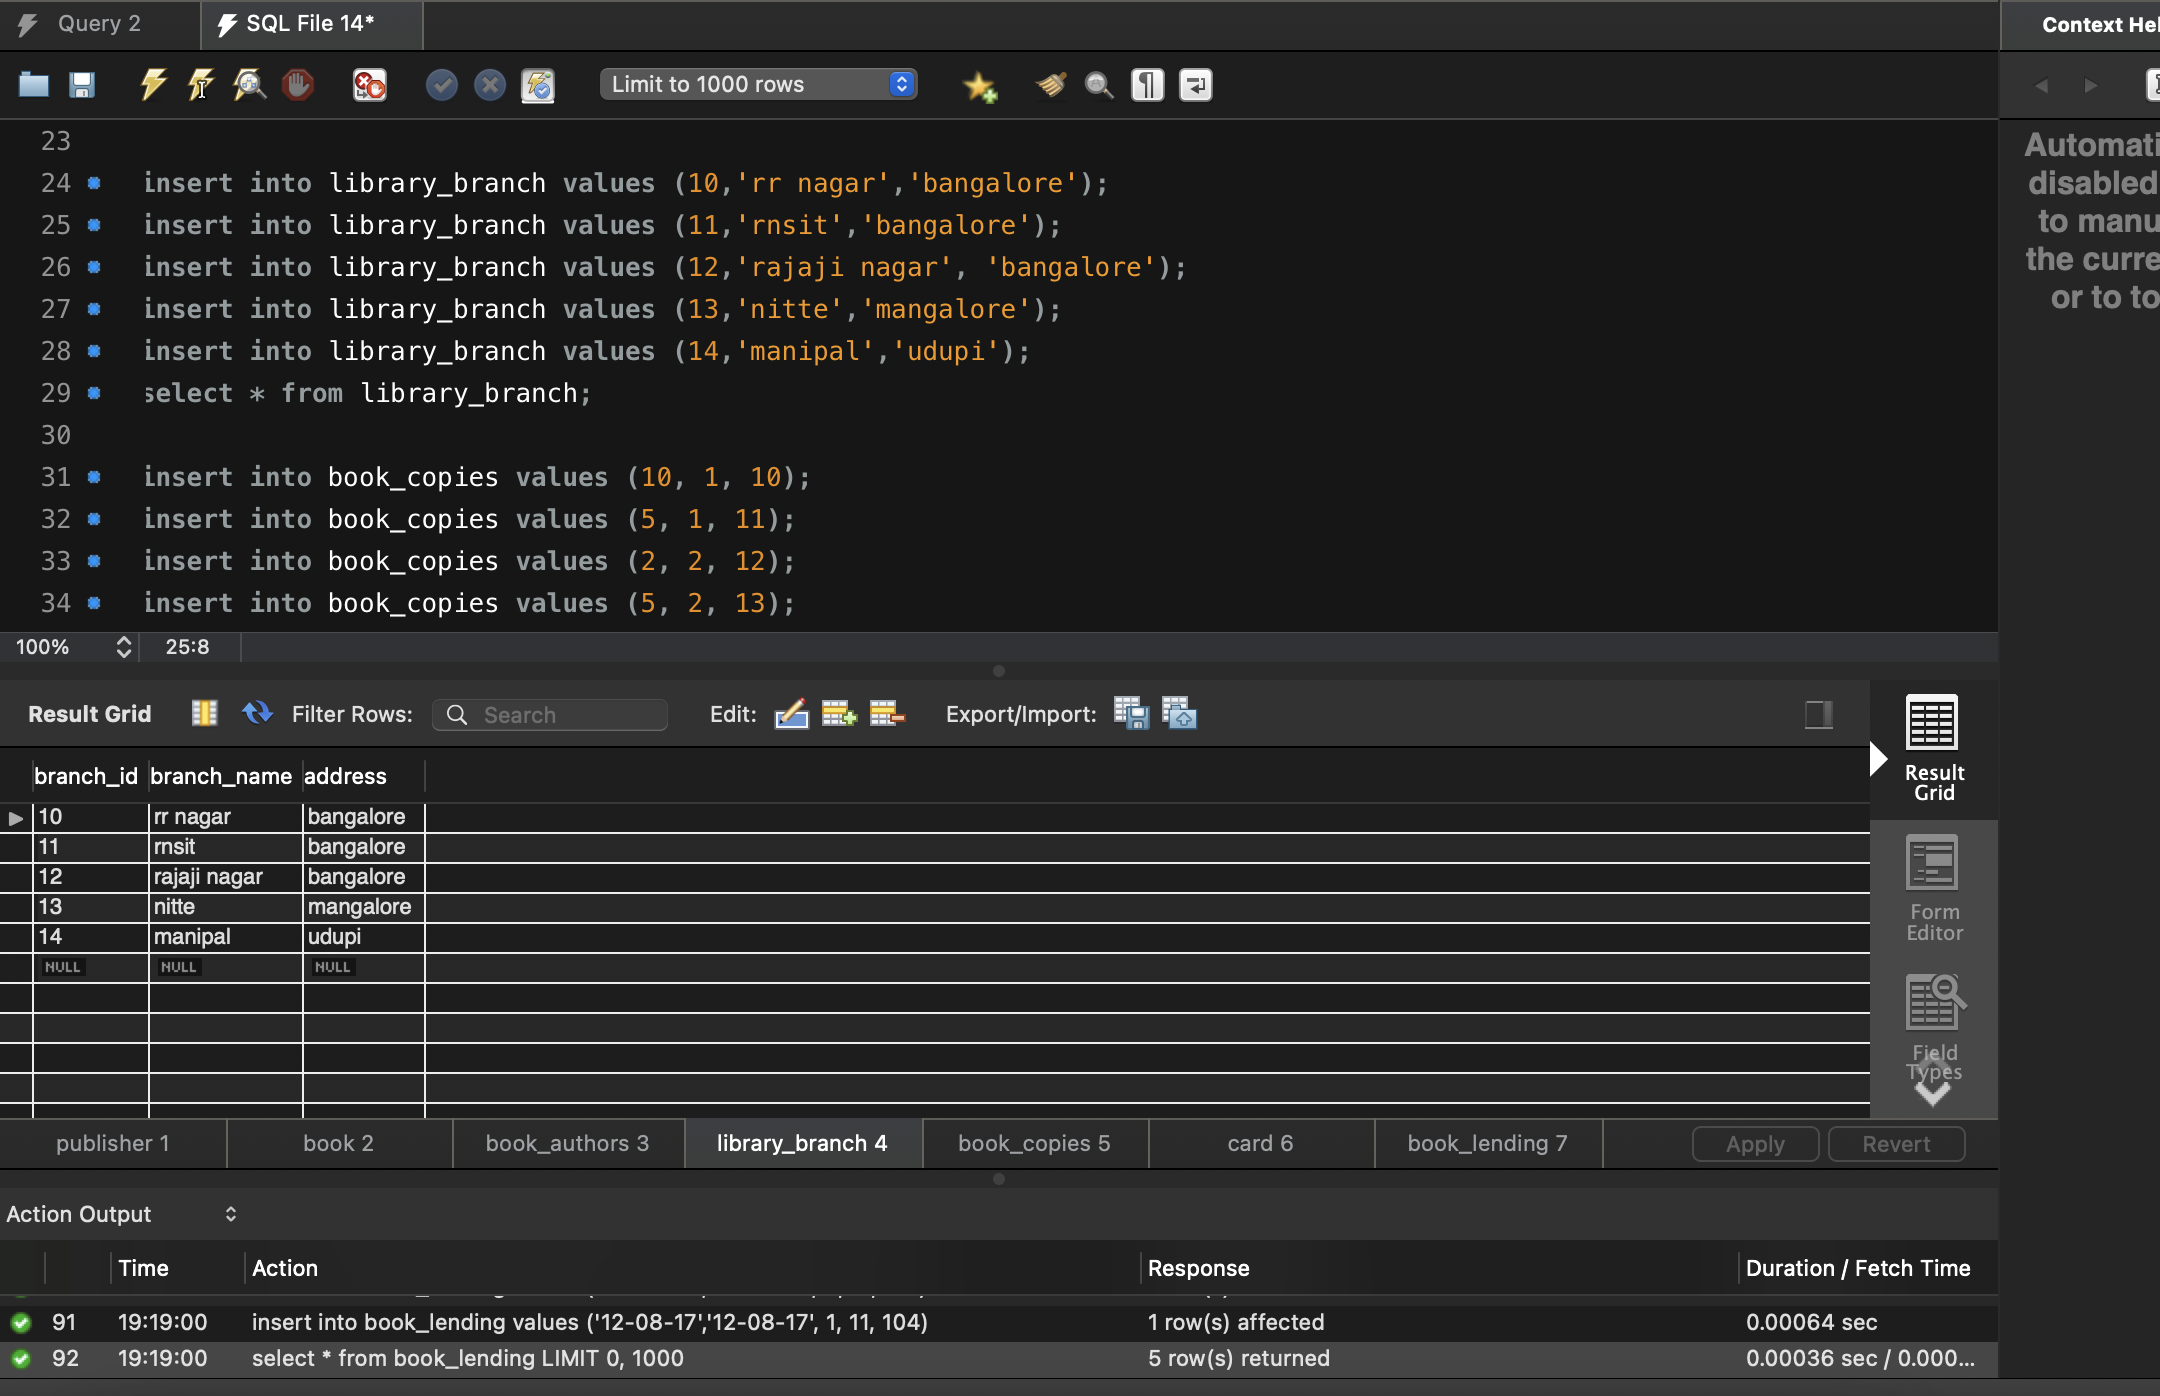 Query 2
SQL File 14*
Context Hel
Limit to 1000 rows
Automati
disabled
to manu
the curre
or to to
23
24 insert into library_branch values (10,'rr nagar','bangalore');
25 insert into library_branch values (11,'rnsit','bangalore');
26 insert into library_branch values (12,'rajaji nagar', 'bangalore');
27 insert into library_branch values (13,'nitte','mangalore');
28 insert into library_branch values (14,'manipal','udupi');
29 select * from library_branch;
30
31 insert into book_copies values (10, 1, 10);
32 insert into book_copies values (5, 1, 11);
33 insert into book_copies values (2, 2, 12);
34 insert into book_copies values (5, 2, 13);
100% 25:8
Result Grid Filter Rows: Search Edit: Export/Import:
Result
Grid
Form
Editor
Field
Types
branch_id branch_name address
10 rr nagar bangalore
11 rnsit bangalore
12 rajaji nagar bangalore
13 nitte mangalore
14 manipal udupi
NULL NULL NULL
publisher 1 book 2 book_authors 3 library_branch 4 book_copies 5 card 6 book_lending 7 Apply Revert
Action Output
Time Action Response Duration / Fetch Time
91 19:19:00 insert into book_lending values ('12-08-17','12-08-17', 1, 11, 104) 1 row(s) affected 0.00064 sec
92 19:19:00 select * from book_lending LIMIT 0, 1000 5 row(s) returned 0.00036 sec / 0.000...